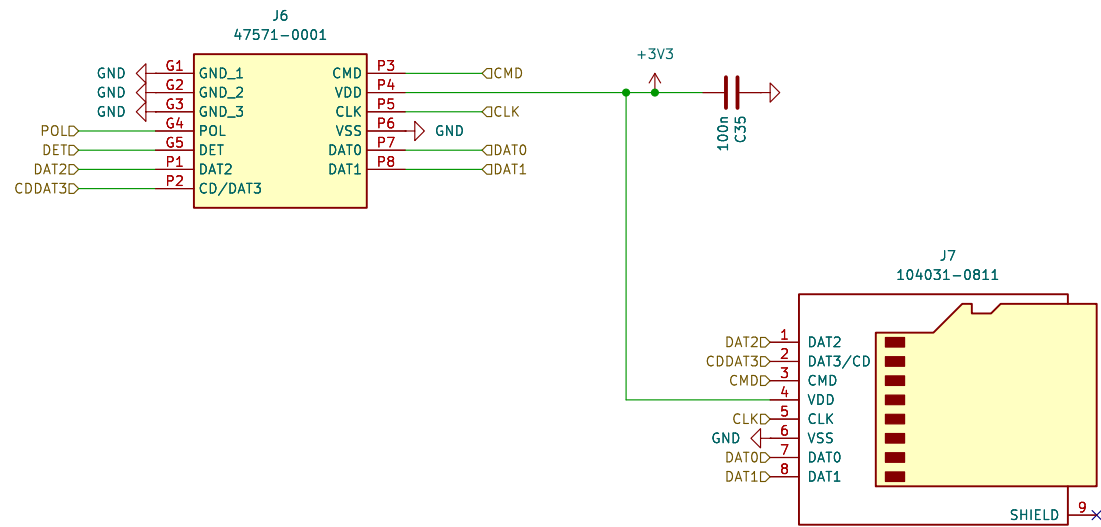 J6
47571-0001
GND G1 GND_1 CMD P3 CMD
GND G2 GND_2 VDD P4
GND G3 GND_3 CLK P5 CLK
POL G4 POL VSS P6 GND
DET G5 DET DAT0 P7 DAT0
DAT2 P1 DAT2 DAT1 P8 DAT1
CDDAT3 P2 CD/DAT3
+3V3
100n
C35
J7
104031-0811
DAT2 1 DAT2
CDDAT3 2 DAT3/CD
CMD 3 CMD
4 VDD
CLK 5 CLK
GND 6 VSS
DAT0 7 DAT0
DAT1 8 DAT1
SHIELD 9